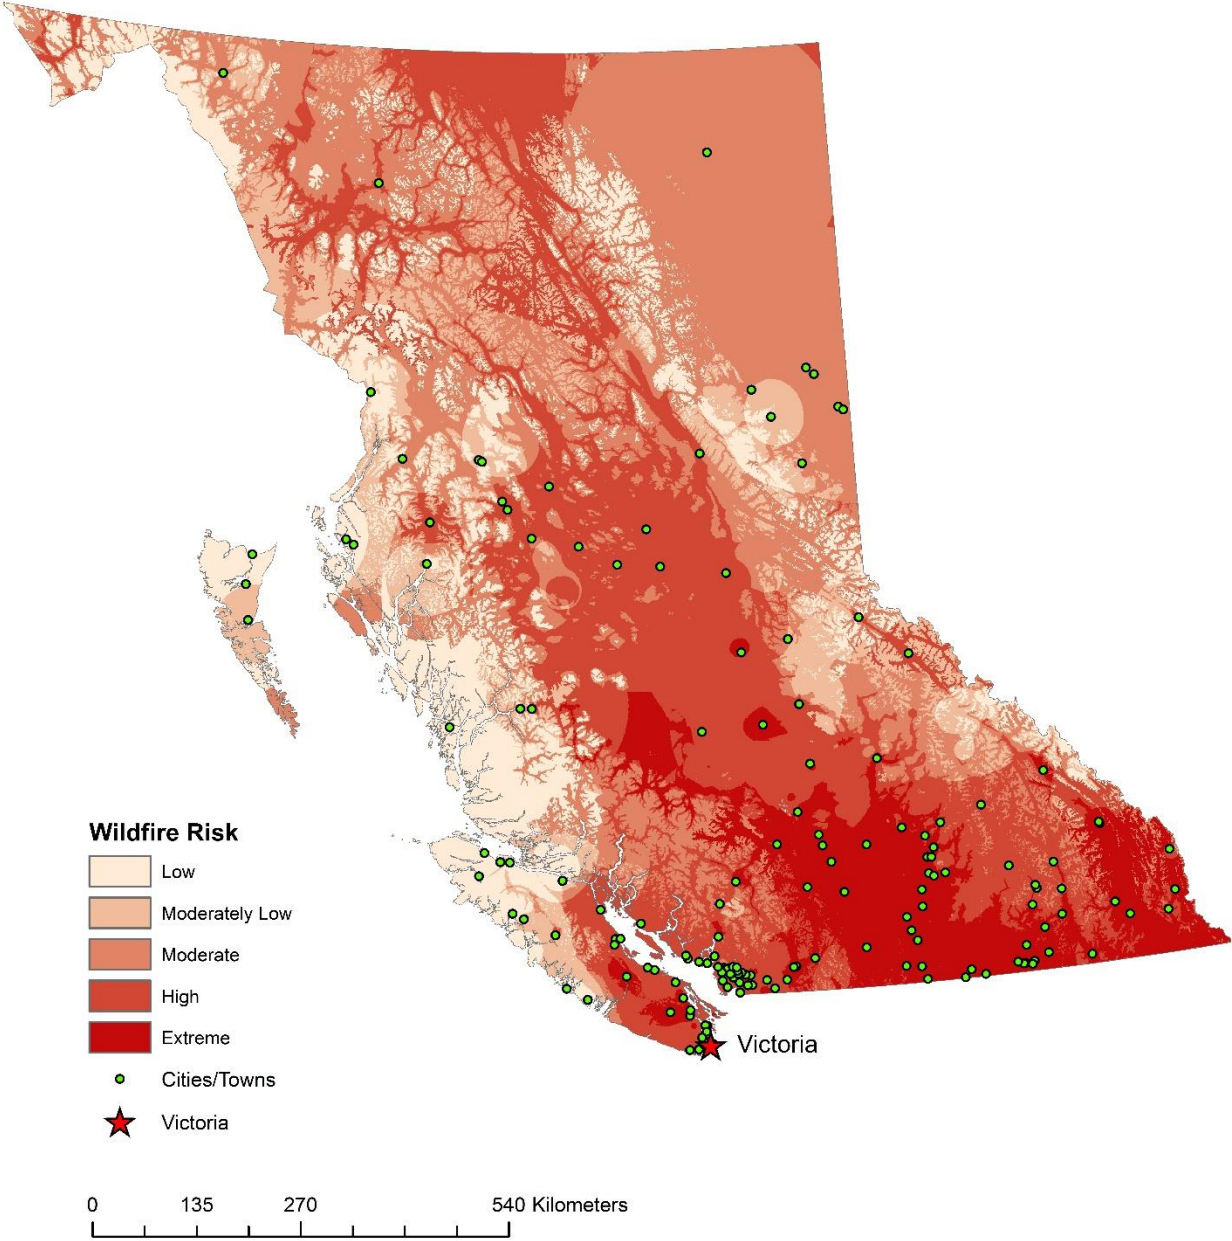 Wildfire Risk
Low
Moderately Low
Moderate
High
Extreme
Cities/Towns
Victoria
Victoria
0 135 270 540 Kilometers